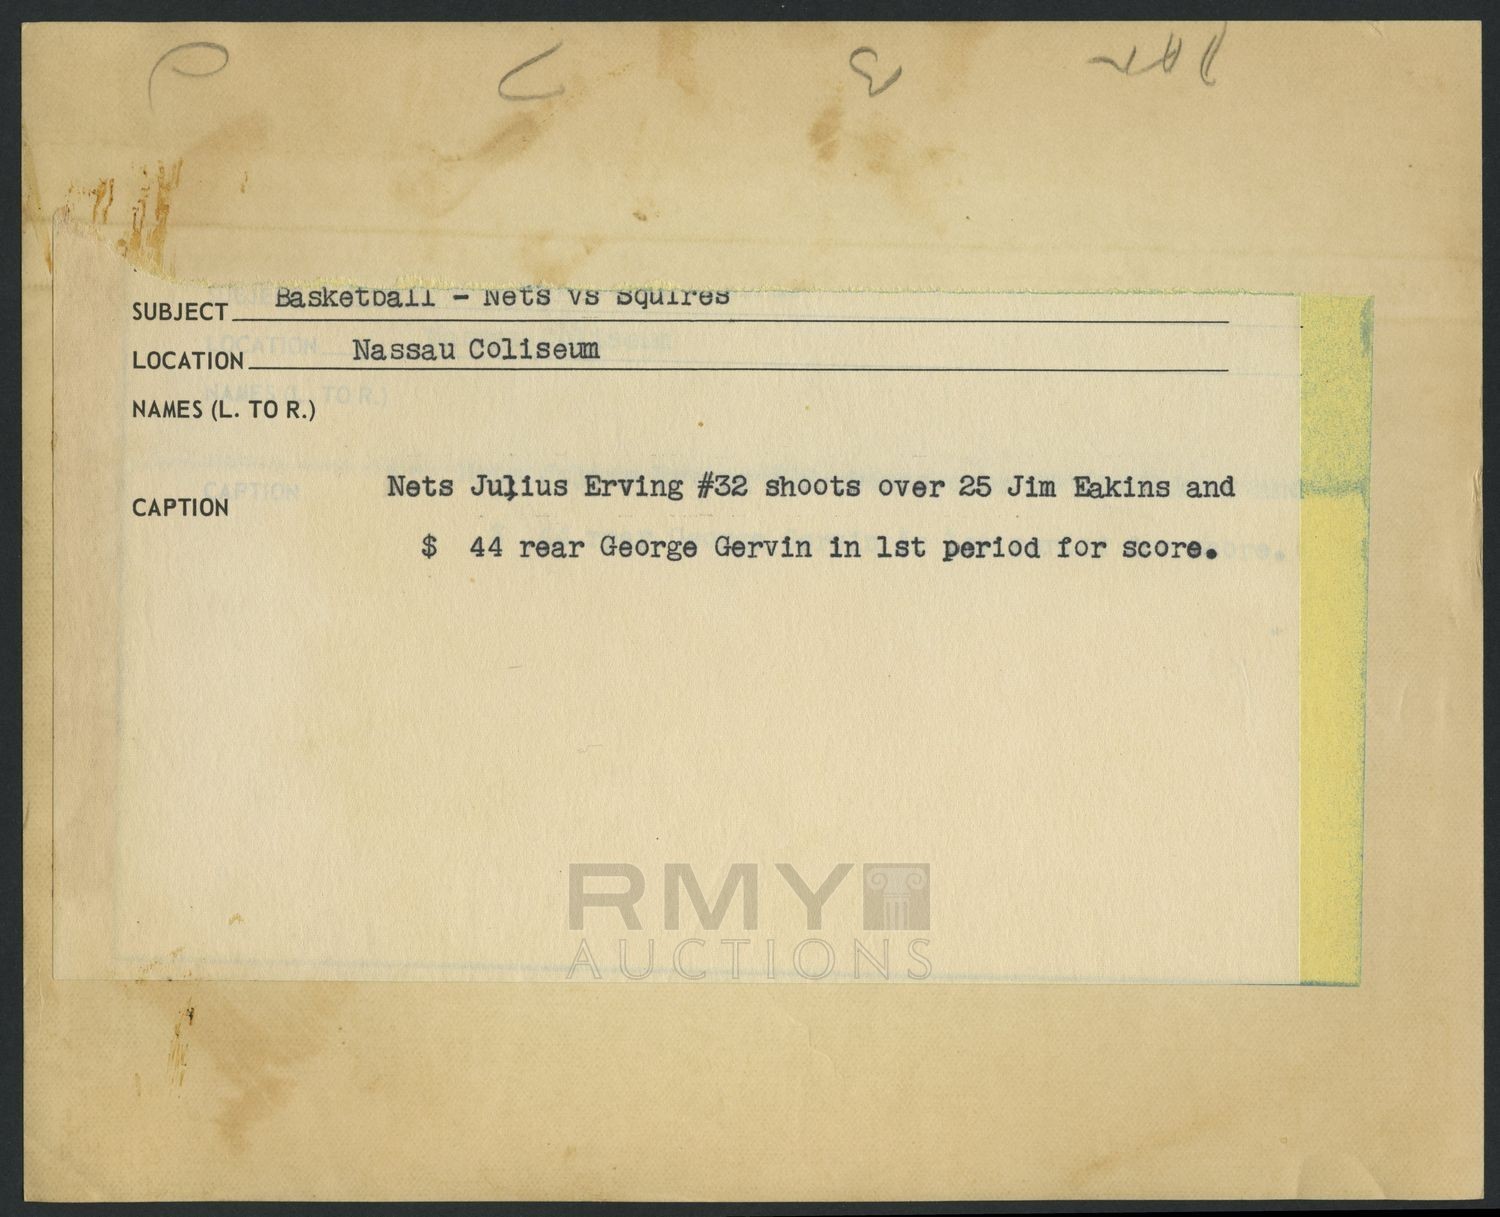 SUBJECT Basketball - Nets vs Squires
LOCATION Nassau Coliseum
NAMES (L. TO R.)
CAPTION Nets Julius Erving #32 shoots over 25 Jim Eakins and
$ 44 rear George Gervin in 1st period for score.
RMY
AUCTIONS